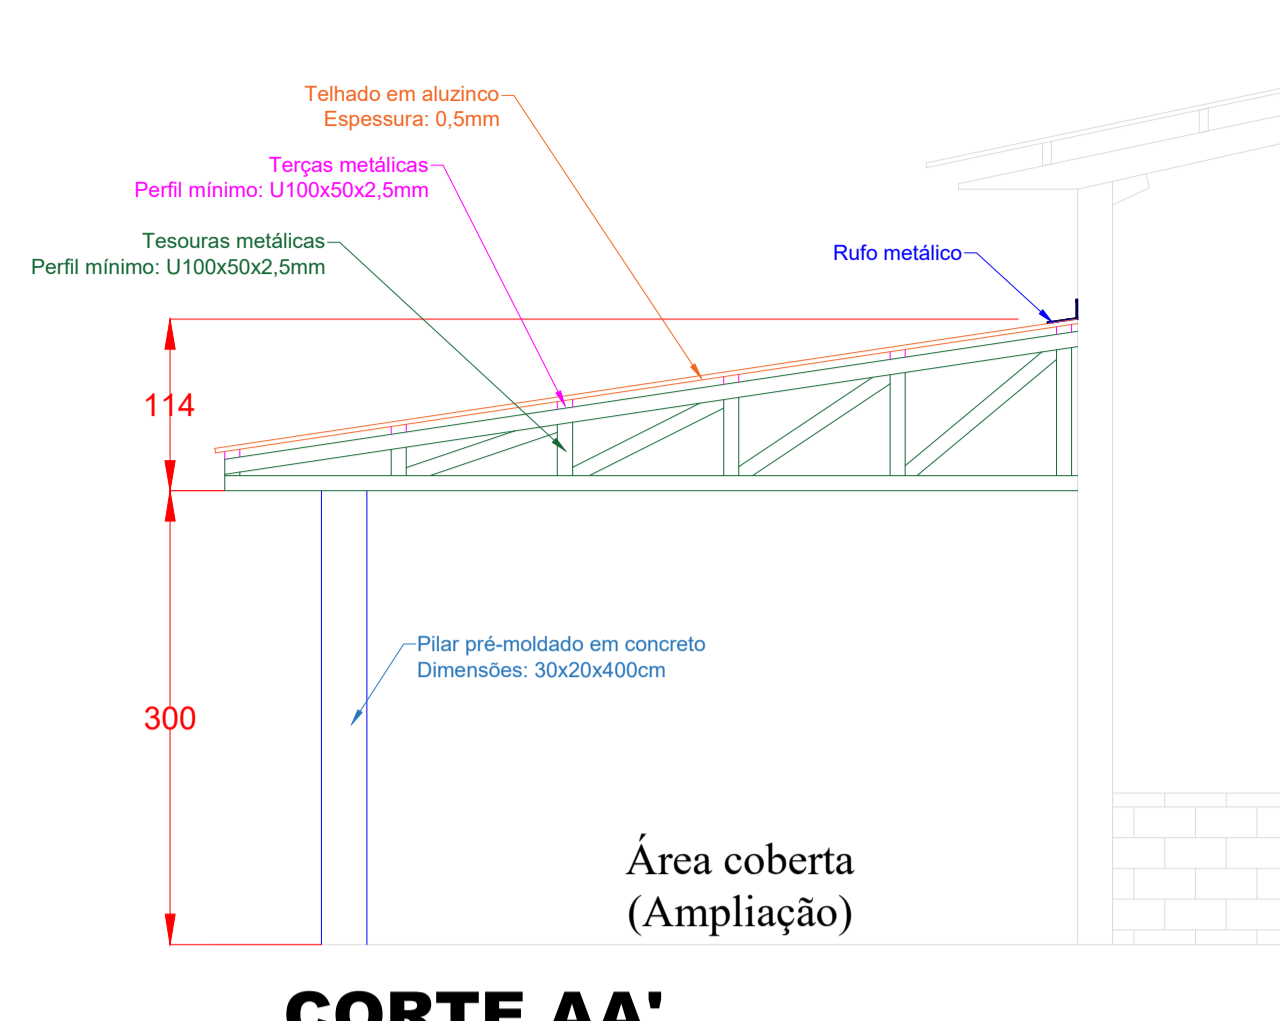 Telhado em aluzinco
Espessura: 0,5mm
Terças metálicas
Perfil mínimo: U100x50x2,5mm
Tesouras metálicas
Perfil mínimo: U100x50x2,5mm
Rufo metálico
114
Pilar pré-moldado em concreto
Dimensões: 30x20x400cm
300
Área coberta
(Ampliação)
CORTE AA'